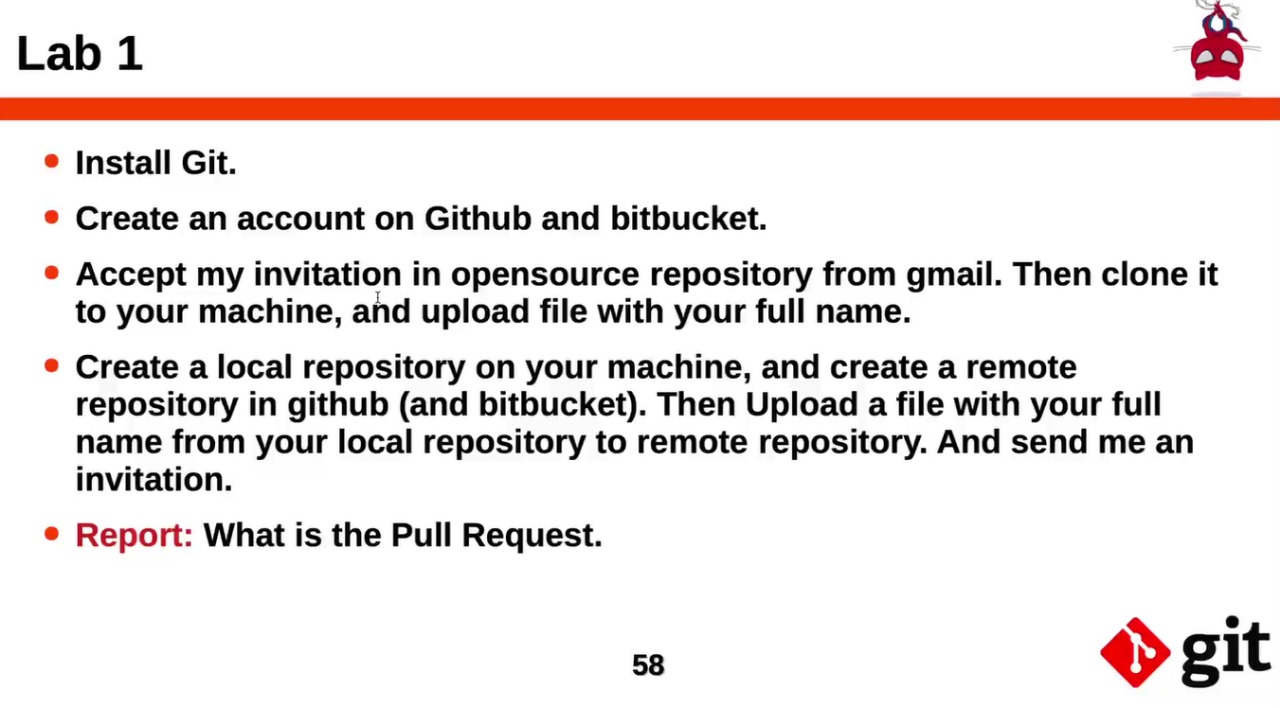 Lab 1
Install Git.
Create an account on Github and bitbucket.
Accept my invitation in opensource repository from gmail. Then clone it
to your machine, and upload file with your full name.
Create a local repository on your machine, and create a remote
repository in github (and bitbucket). Then Upload a file with your full
name from your local repository to remote repository. And send me an
invitation.
Report: What is the Pull Request.
58
git